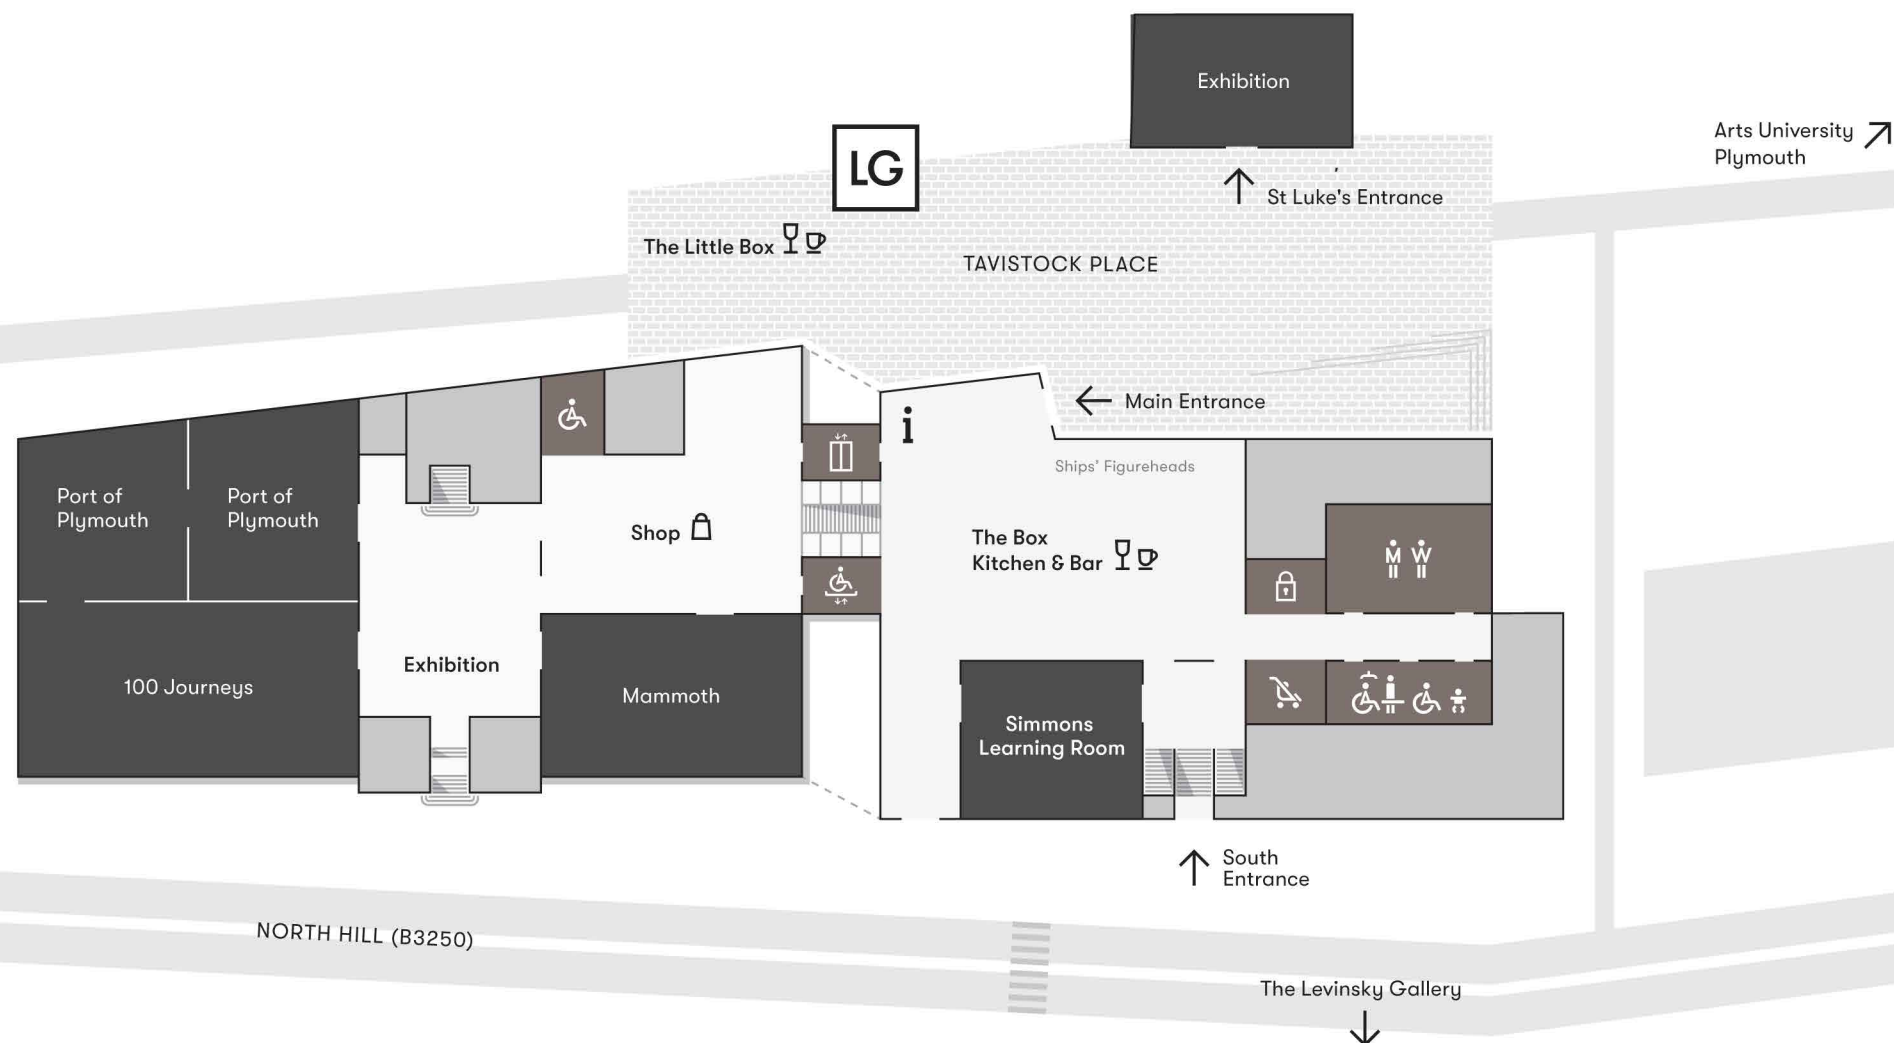 Exhibition
Arts University
Plymouth
LG
St Luke's Entrance
The Little Box
TAVISTOCK PLACE
i
Main Entrance
Ships' Figureheads
Port of
Plymouth
Port of
Plymouth
Shop
The Box
Kitchen & Bar
M W
Exhibition
100 Journeys
Mammoth
Simmons
Learning Room
South
Entrance
NORTH HILL (B3250)
The Levinsky Gallery